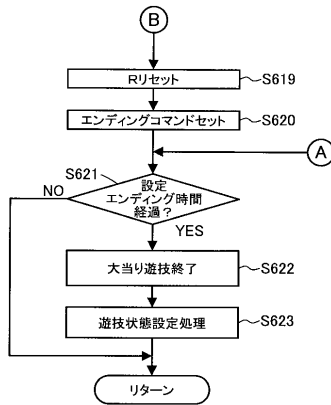 B
Rリセット
S619
エンディングコマンドセット
S620
A
S621
設定
エンディング時間
経過?
NO
YES
大当り遊技終了
S622
遊技状態設定処理
S623
リターン